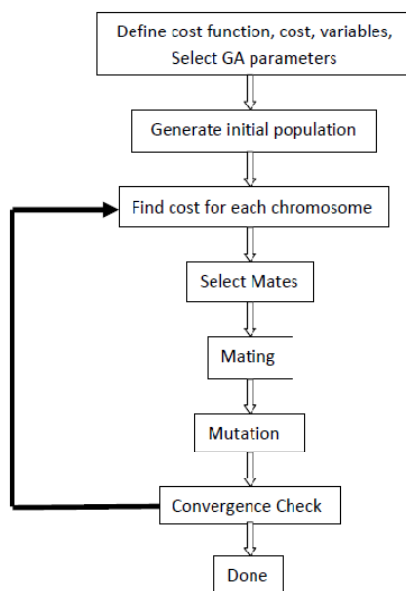 Define cost function, cost, variables,
Select GA parameters
Generate initial population
Find cost for each chromosome
Select Mates
Mating
Mutation
Convergence Check
Done